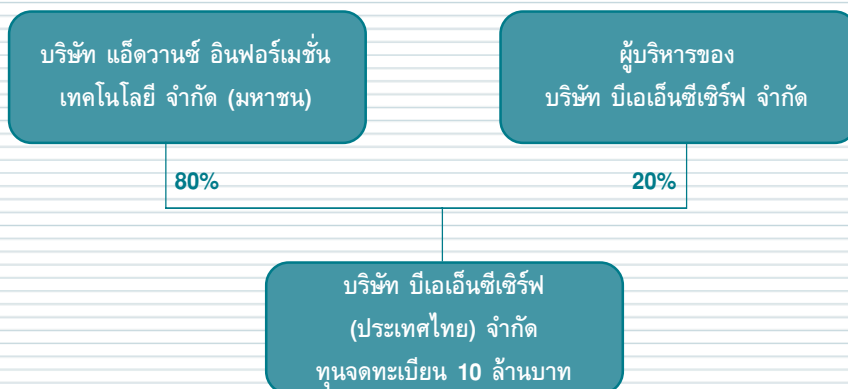 บริษัท แอ็ดวานซ์ อินฟอร์เมชั่น
เทคโนโลยี จำกัด (มหาชน)
ผู้บริหารของ
บริษัท บีเอเอ็นซีเซิร์ฟ จำกัด
80%
20%
บริษัท บีเอเอ็นซีเซิร์ฟ
(ประเทศไทย) จำกัด
ทุนจดทะเบียน 10 ล้านบาท